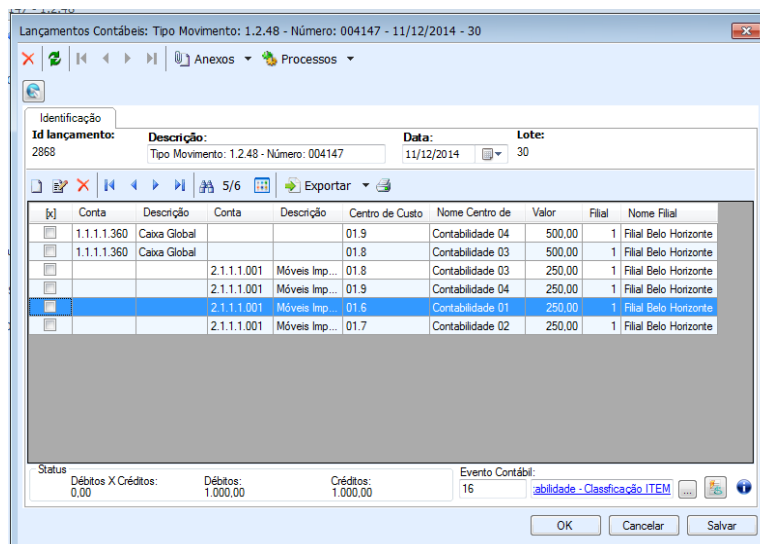 Lançamentos Contábeis: Tipo Movimento: 1.2.48 - Número: 004147 - 11/12/2014 - 30
Anexos Processos
Identificação
Id lançamento: Descrição: Data: Lote:
2868 Tipo Movimento: 1.2.48 - Número: 004147 11/12/2014 30
5/6 Exportar
[x] Conta Descrição Conta Descrição Centro de Custo Nome Centro de Valor Filial Nome Filial
1.1.1.1.360 Caixa Global 01.9 Contabilidade 04 500,00 1 Filial Belo Horizonte
1.1.1.1.360 Caixa Global 01.8 Contabilidade 03 500,00 1 Filial Belo Horizonte
2.1.1.1.001 Móveis Imp... 01.8 Contabilidade 03 250,00 1 Filial Belo Horizonte
2.1.1.1.001 Móveis Imp... 01.9 Contabilidade 04 250,00 1 Filial Belo Horizonte
2.1.1.1.001 Móveis Imp... 01.6 Contabilidade 01 250,00 1 Filial Belo Horizonte
2.1.1.1.001 Móveis Imp... 01.7 Contabilidade 02 250,00 1 Filial Belo Horizonte
Status
Débitos X Créditos: Débitos: Créditos: Evento Contábil:
0,00 1.000,00 1.000,00 16 :abilidade - Classficação ITEM ...
OK Cancelar Salvar